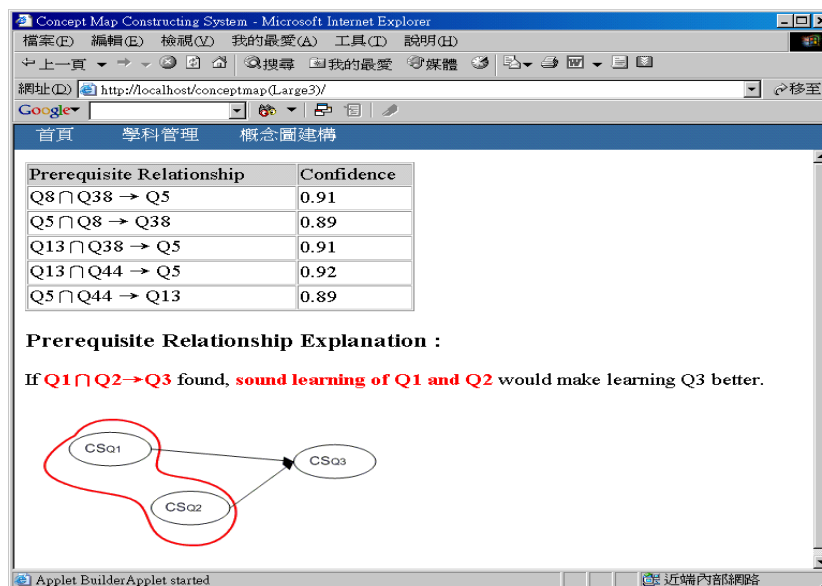 Concept Map Constructing System - Microsoft Internet Explorer
檔案(F) 編輯(E) 檢視(V) 我的最愛(A) 工具(T) 說明(H)
上一頁 搜尋 我的最愛 媒體
網址(D) http://localhost/conceptmap(Large3)/ 移至
Google
首頁 學科管理 概念圖建構
Prerequisite Relationship Confidence
Q8∩Q38 → Q5 0.91
Q5∩Q8 → Q38 0.89
Q13∩Q38 → Q5 0.91
Q13∩Q44 → Q5 0.92
Q5∩Q44 → Q13 0.89
Prerequisite Relationship Explanation :
If Q1∩Q2→Q3 found, sound learning of Q1 and Q2 would make learning Q3 better.
CSQ1
CSQ3
CSQ2
Applet BuilderApplet started 近端內部網路